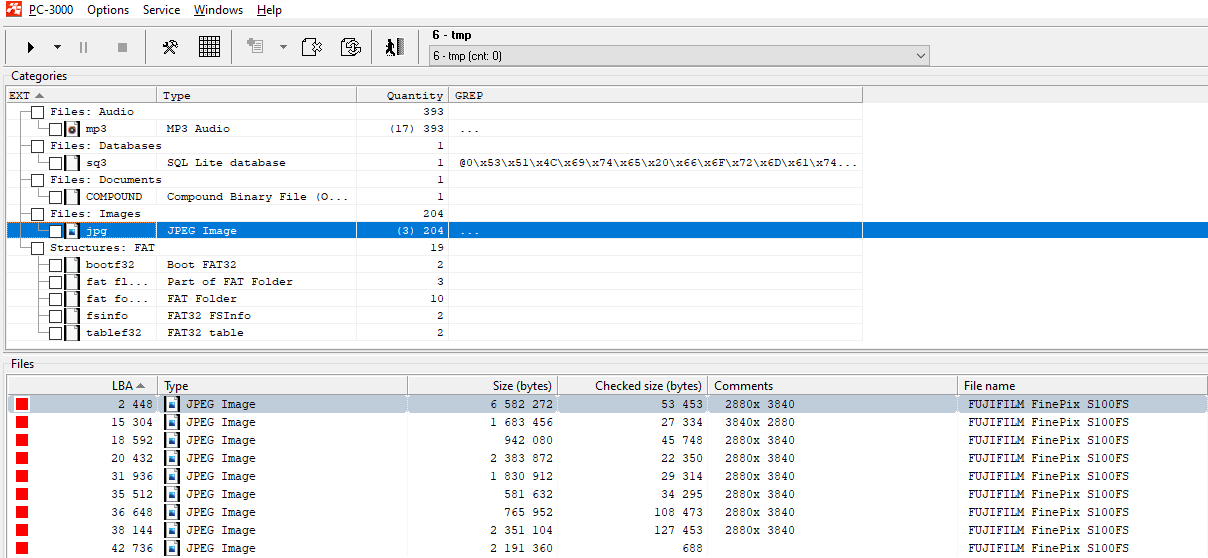 PC-3000 Options Service Windows Help
6 - tmp
6 - tmp (cnt: 0)
Categories
EXT Type Quantity GREP
Files: Audio 393
mp3 MP3 Audio (17) 393 ...
Files: Databases 1
sq3 SQL Lite database 1 @0\x53\x51\x4C\x69\x74\x65\x20\x66\x6F\x72\x6D\x61\x74...
Files: Documents 1
COMPOUND Compound Binary File (O... 1
Files: Images 204
jpg JPEG Image (3) 204 ...
Structures: FAT 19
bootf32 Boot FAT32 2
fat fl... Part of FAT Folder 3
fat fo... FAT Folder 10
fsinfo FAT32 FSInfo 2
tablef32 FAT32 table 2
Files
LBA Type Size (bytes) Checked size (bytes) Comments File name
2 448 JPEG Image 6 582 272 53 453 2880x 3840 FUJIFILM FinePix S100FS
15 304 JPEG Image 1 683 456 27 334 3840x 2880 FUJIFILM FinePix S100FS
18 592 JPEG Image 942 080 45 748 2880x 3840 FUJIFILM FinePix S100FS
20 432 JPEG Image 2 383 872 22 350 2880x 3840 FUJIFILM FinePix S100FS
31 936 JPEG Image 1 830 912 29 314 2880x 3840 FUJIFILM FinePix S100FS
35 512 JPEG Image 581 632 34 295 2880x 3840 FUJIFILM FinePix S100FS
36 648 JPEG Image 765 952 108 473 2880x 3840 FUJIFILM FinePix S100FS
38 144 JPEG Image 2 351 104 127 453 2880x 3840 FUJIFILM FinePix S100FS
42 736 JPEG Image 2 191 360 688 FUJIFILM FinePix S100FS